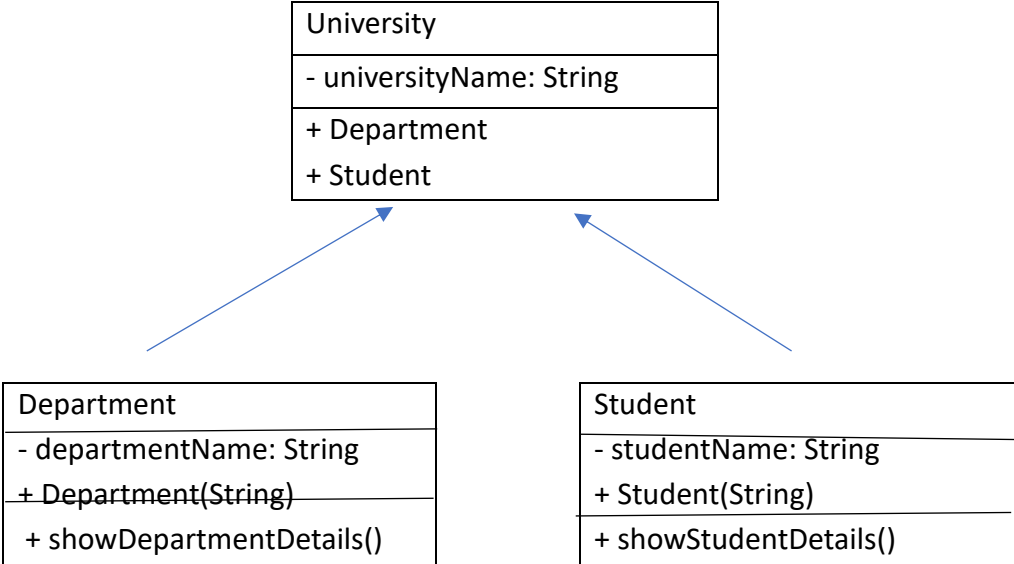 University
- universityName: String
+ Department
+ Student
Department
- departmentName: String
+ Department(String)
+ showDepartmentDetails()
Student
- studentName: String
+ Student(String)
+ showStudentDetails()